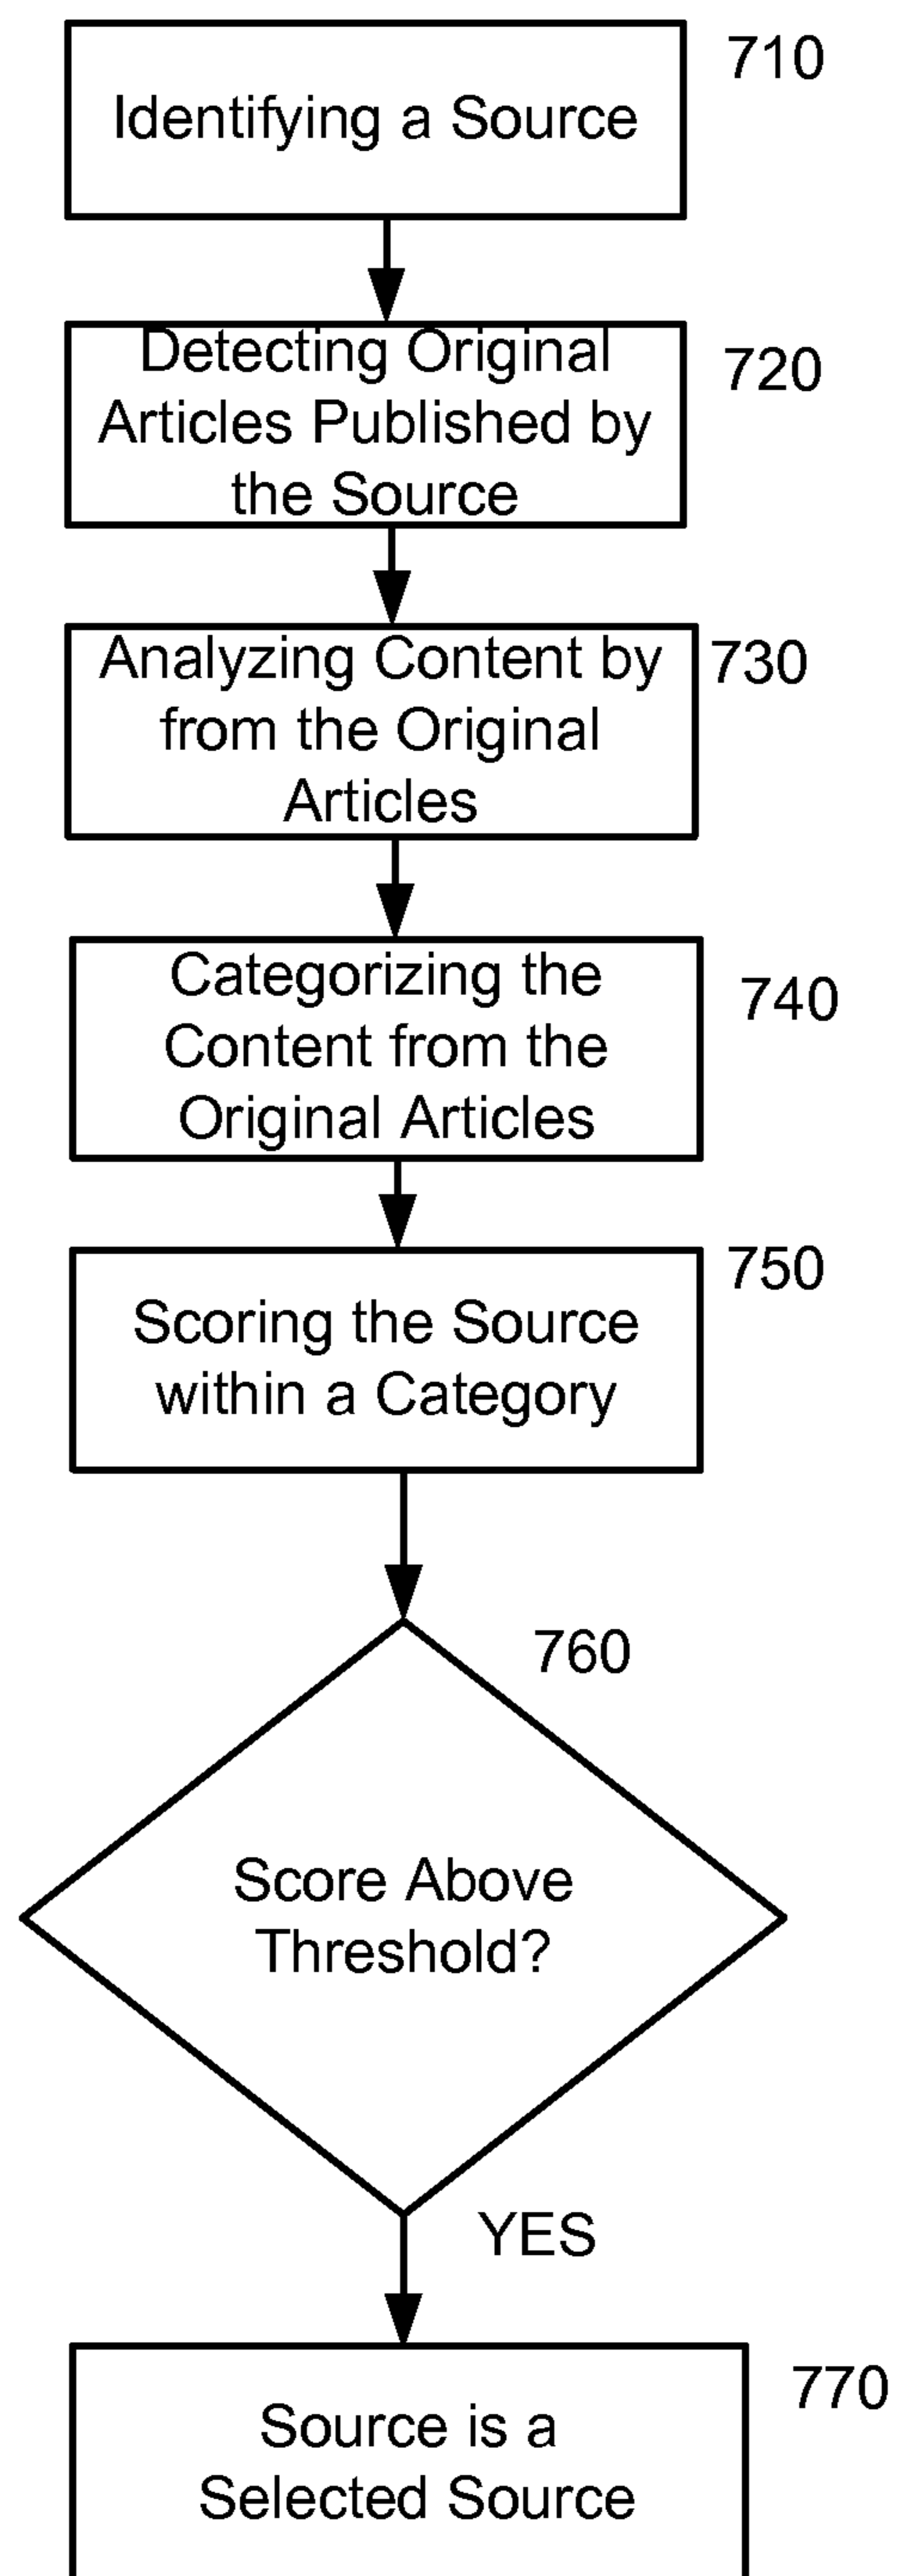 710
Identifying a Source
720
Detecting Original
Articles Published by
the Source
730
Analyzing Content by
from the Original
Articles
740
Categorizing the
Content from the
Original Articles
750
Scoring the Source
within a Category
760
Score Above
Threshold?
YES
770
Source is a
Selected Source